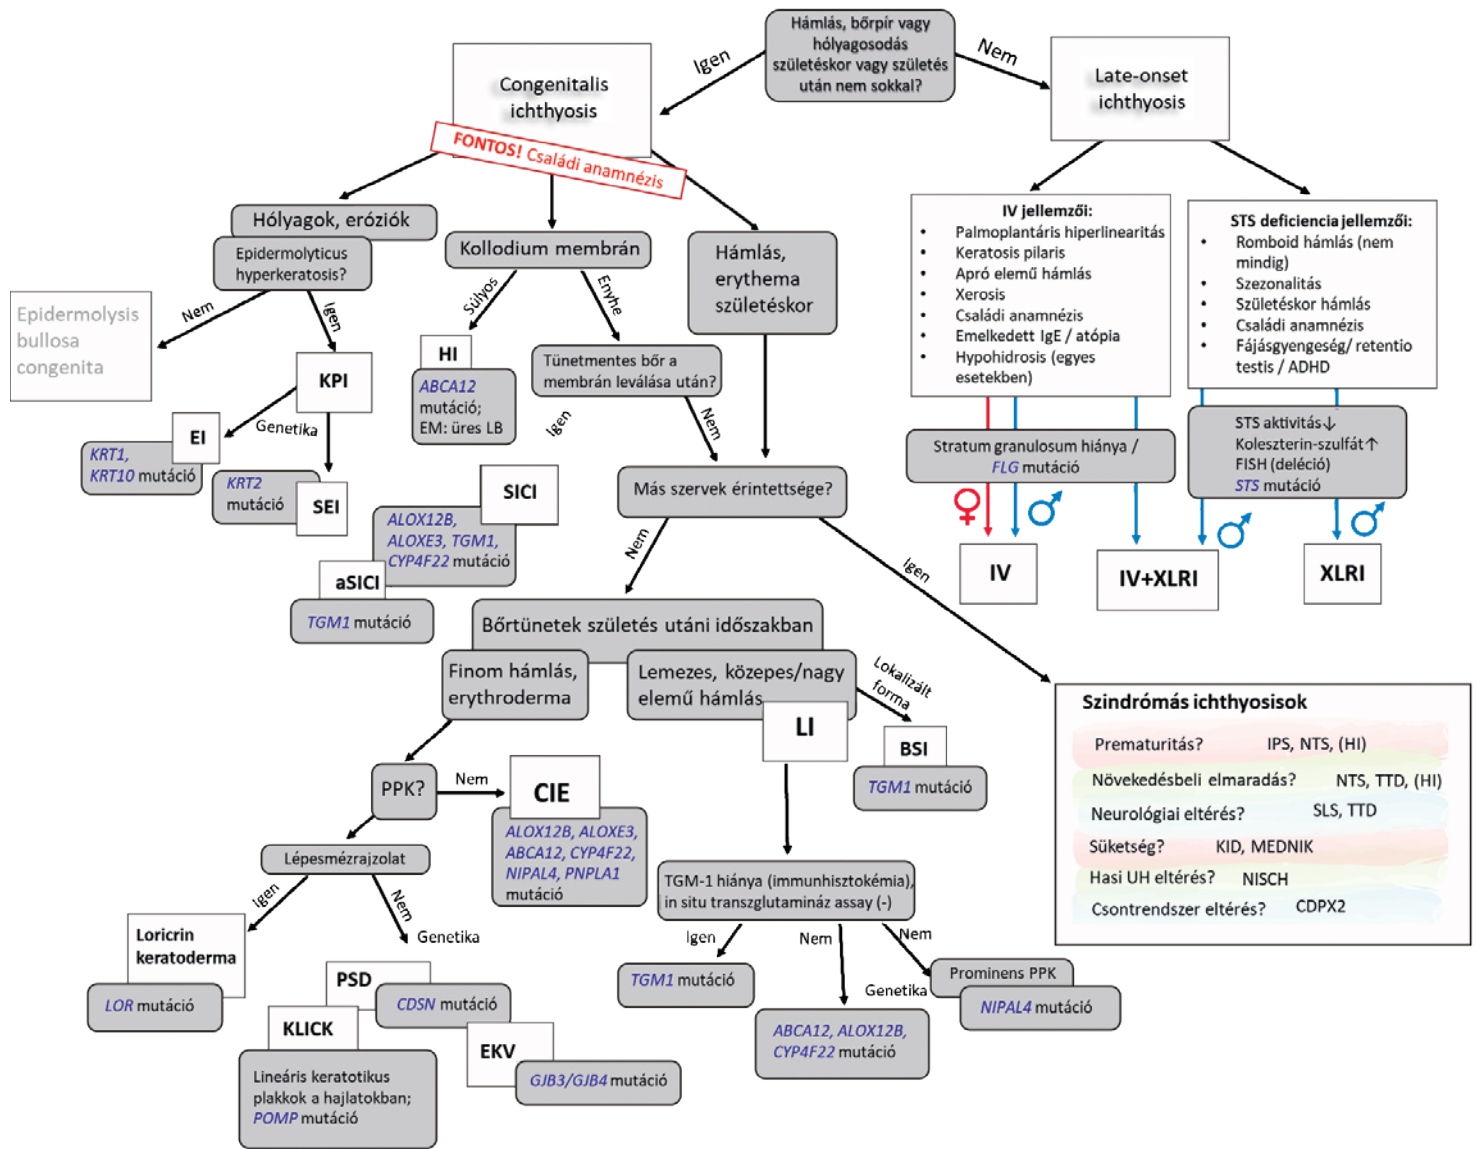 Hámlás, bőrpír vagy
hólyagosodás
születéskor vagy születés
után nem sokkal?
Igen
Nem
Congenitalis
ichthyosis
Late-onset
ichthyosis
FONTOS! Családi anamnézis
Hólyagok, eróziók
Epidermolyticus
hyperkeratosis?
Nem
Igen
Epidermolysis
bullosa
congenita
KPI
Genetika
EI
KRT1,
KRT10 mutáció
KRT2
mutáció
SEI
Kollodium membrán
Súlyos
Enyhe
HI
ABCA12
mutáció;
EM: üres LB
Tünetmentes bőr a
membrán leválása után?
Igen
Nem
SICI
ALOX12B,
ALOXE3, TGM1,
CYP4F22 mutáció
aSICI
TGM1 mutáció
Hámlás,
erythema
születéskor
Más szervek érintettsége?
Nem
Igen
IV jellemzői:
• Palmoplantáris hiperlinearitás
• Keratosis pilaris
• Apró elemű hámlás
• Xerosis
• Családi anamnézis
• Emelkedett IgE / atópia
• Hypohidrosis (egyes
esetekben)
STS deficiencia jellemzői:
• Romboid hámlás (nem
mindig)
• Szezonalitás
• Születéskor hámlás
• Családi anamnézis
• Fájásgyengeség/ retentio
testis / ADHD
Stratum granulosum hiánya /
FLG mutáció
STS aktivitás↓
Koleszterin-szulfát↑
FISH (deléció)
STS mutáció
♀
♂
♂
♂
IV
IV+XLRI
XLRI
Bőrtünetek születés utáni időszakban
Finom hámlás,
erythroderma
Lemezes, közepes/nagy
elemű hámlás
Lokalizált
forma
LI
BSI
TGM1 mutáció
PPK?
Nem
CIE
ALOX12B, ALOXE3,
ABCA12, CYP4F22,
NIPAL4, PNPLA1
mutáció
Lépesmézrajzolat
Igen
Nem
Genetika
Loricrin
keratoderma
LOR mutáció
PSD
CDSN mutáció
KLICK
Lineáris keratotikus
plakkok a hajlatokban;
POMP mutáció
EKV
GJB3/GJB4 mutáció
TGM-1 hiánya (immunhisztokémia),
in situ transzglutamináz assay (-)
Igen
Nem
Nem
Genetika
TGM1 mutáció
ABCA12, ALOX12B,
CYP4F22 mutáció
Prominens PPK
NIPAL4 mutáció
Szindrómás ichthyosisok
Prematuritás? IPS, NTS, (HI)
Növekedésbeli elmaradás? NTS, TTD, (HI)
Neurológiai eltérés? SLS, TTD
Süketség? KID, MEDNIK
Hasi UH eltérés? NISCH
Csontrendszer eltérés? CDPX2